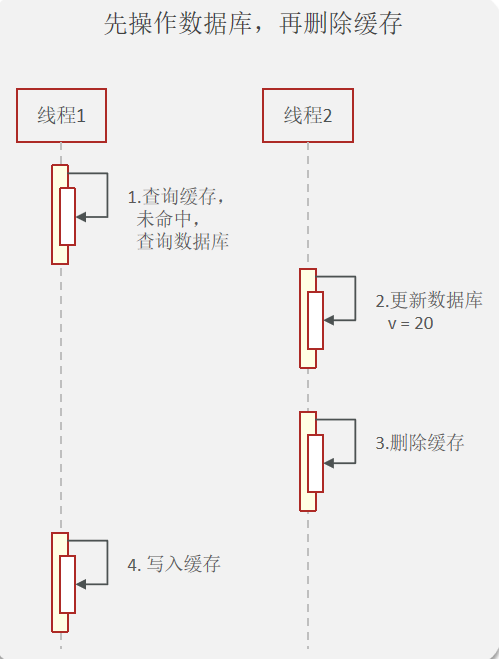 先操作数据库，再删除缓存
线程1
线程2
1.查询缓存，
未命中，
查询数据库
2.更新数据库
v = 20
3.删除缓存
4. 写入缓存